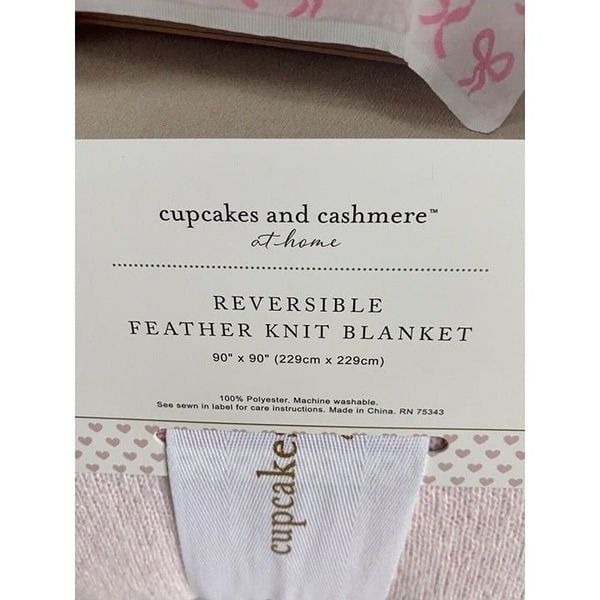 cupcakes and cashmere™
at home
REVERSIBLE
FEATHER KNIT BLANKET
90" x 90" (229cm x 229cm)
100% Polyester. Machine washable.
See sewn in label for care instructions. Made in China. RN 75343
cupcakes
cupcake